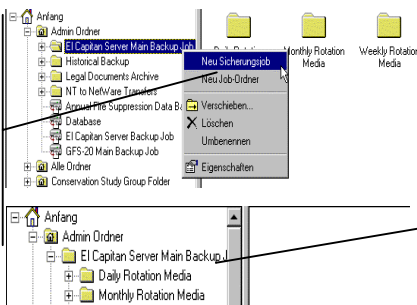 Anfang
Admin Ordner
El Capitan Server Main Backup Job
Historical Backup
Legal Documents Archive
NT to NetWare Transfers
Annual File Suppression Data B
Database
El Capitan Server Backup Job
GFS-20 Main Backup Job
Alle Ordner
Conservation Study Group Folder
Neu Sicherungsjob
Neu Job-Ordner
Verschieben...
Löschen
Umbenennen
Eigenschaften
Daily Rotation
Monthly Rotation
Media
Weekly Rotation
Media
Anfang
Admin Ordner
El Capitan Server Main Backup J
Daily Rotation Media
Monthly Rotation Media